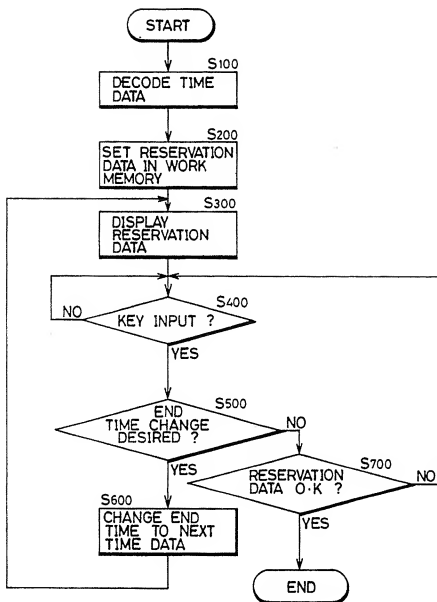 START
S100
DECODE TIME
DATA
S200
SET RESERVATION
DATA IN WORK
MEMORY
S300
DISPLAY
RESERVATION
DATA
S400
NO
KEY INPUT ?
YES
S500
END
TIME CHANGE
DESIRED ?
NO
YES
S700
RESERVATION
DATA O·K ?
NO
YES
S600
CHANGE END
TIME TO NEXT
TIME DATA
END